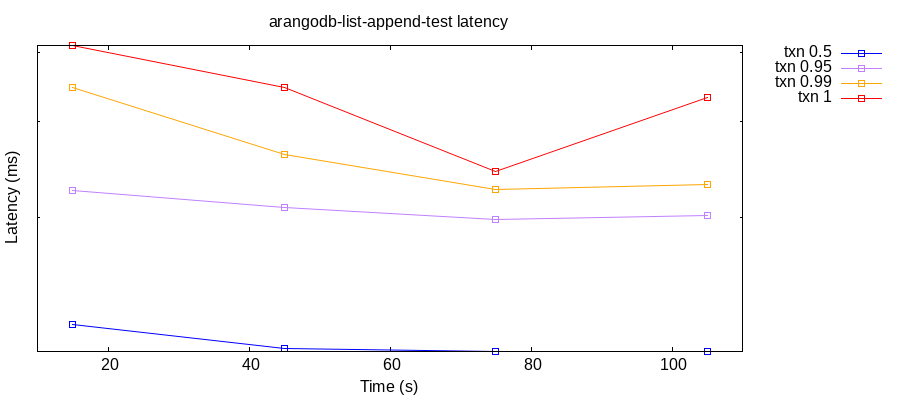 arangodb-list-append-test latency
txn 0.5
txn 0.95
txn 0.99
txn 1
Latency (ms)
20 40 60 80 100
Time (s)